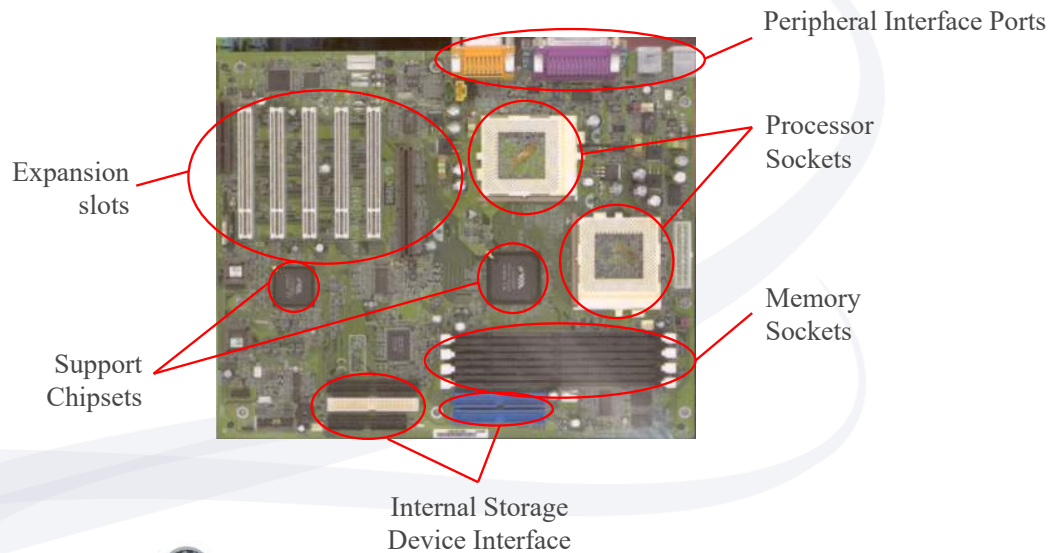 Peripheral Interface Ports
Processor
Sockets
Expansion
slots
Memory
Sockets
Support
Chipsets
Internal Storage
Device Interface